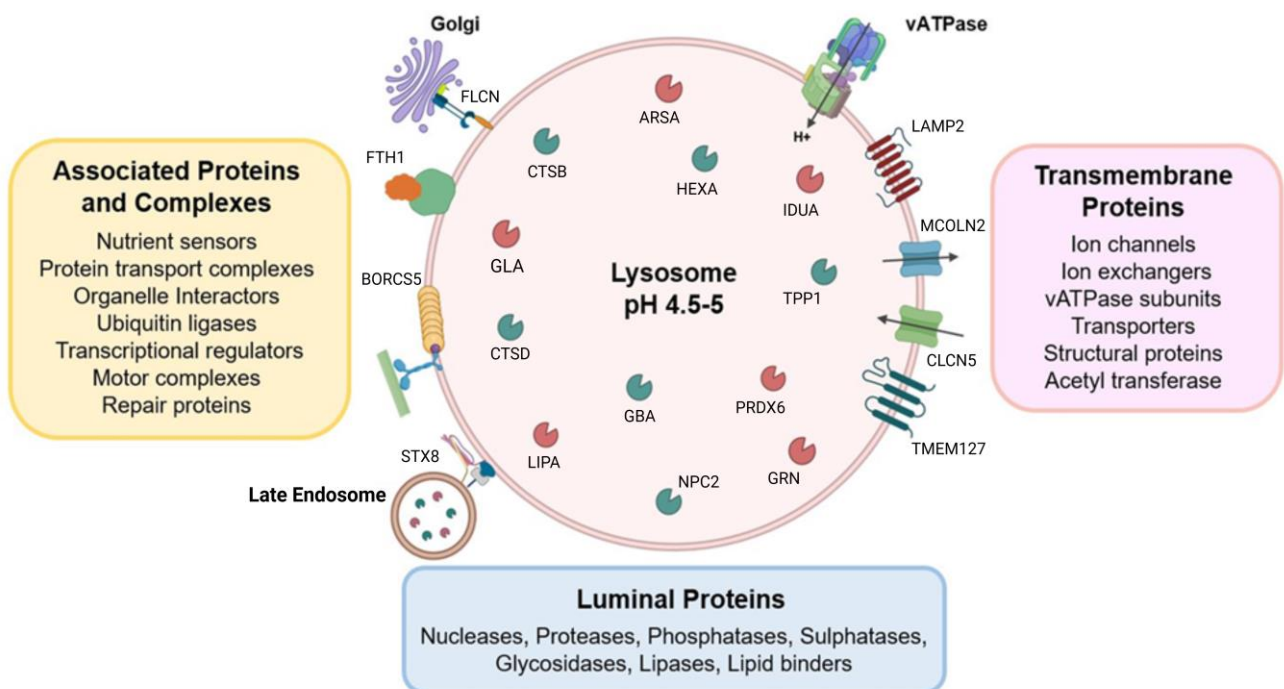 Golgi
vATPase
FLCN
ARSA
H+
LAMP2
CTSB
HEXA
FTH1
IDUA
Associated Proteins
and Complexes
Nutrient sensors
Protein transport complexes
Organelle Interactors
Ubiquitin ligases
Transcriptional regulators
Motor complexes
Repair proteins
Transmembrane
Proteins
Ion channels
Ion exchangers
vATPase subunits
Transporters
Structural proteins
Acetyl transferase
MCOLN2
GLA
Lysosome
pH 4.5-5
BORCS5
TPP1
CTSD
CLCN5
GBA
PRDX6
TMEM127
STX8
LIPA
GRN
NPC2
Late Endosome
Luminal Proteins
Nucleases, Proteases, Phosphatases, Sulphatases,
Glycosidases, Lipases, Lipid binders